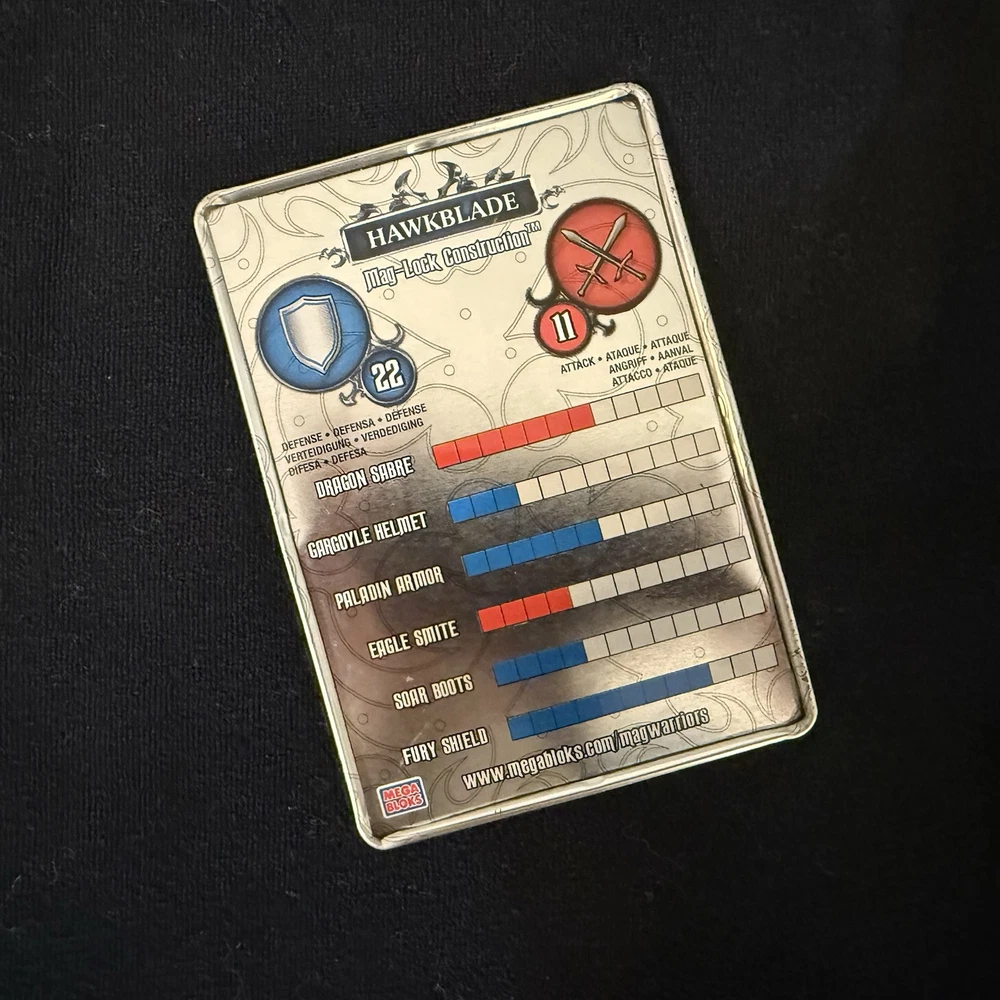 HAWKBLADE
Mag-Lock Construction™
11
ATTACK • ATAQUE • ATTAQUE
ANGRIFF • AANVAL
ATTACCO • ATAQUE
22
DEFENSE • DEFENSA • DÉFENSE
VERTEIDIGUNG • VERDEDIGING
DIFESA • DEFESA
DRAGON SABRE
GARGOYLE HELMET
PALADIN ARMOR
EAGLE SMITE
SOAR BOOTS
FURY SHIELD
www.megabloks.com/magwarriors
MEGA
BLOKS